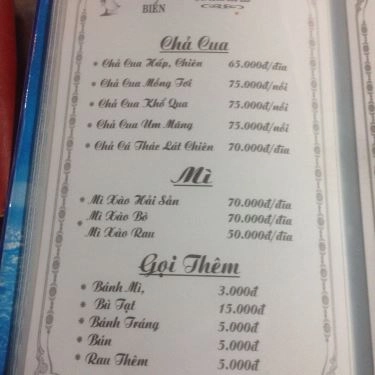 BIỂN
Chả Cua
Chả Cua Hấp, Chiên 65.000đ/đĩa
Chả Cua Mồng Tơi 75.000đ/nồi
Chả Cua Khổ Qua 75.000đ/nồi
Chả Cua Um Măng 75.000đ/nồi
Chả Cá Thác Lát Chiên 70.000đ/đĩa
Mì
Mì Xào Hải Sản 70.000đ/đĩa
Mì Xào Bò 70.000đ/đĩa
Mì Xào Rau 50.000đ/đĩa
Gọi Thêm
Bánh Mì, 3.000đ
Bù Tạt 15.000đ
Bánh Tráng 5.000đ
Bún 5.000đ
Rau Thêm 5.000đ